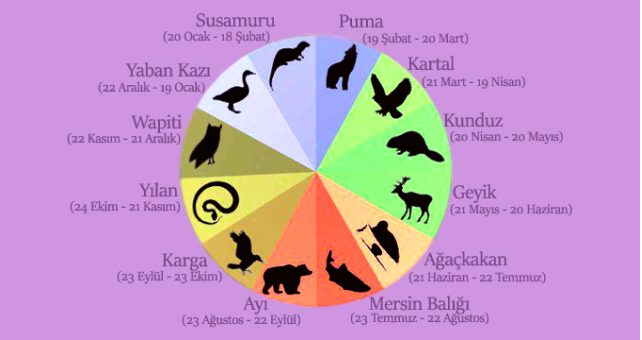 Susamuru
(20 Ocak - 18 Şubat)
Puma
(19 Şubat - 20 Mart)
Kartal
(21 Mart - 19 Nisan)
Kunduz
(20 Nisan - 20 Mayıs)
Geyik
(21 Mayıs - 20 Haziran)
Ağaçkakan
(21 Haziran - 22 Temmuz)
Mersin Balığı
(23 Temmuz - 22 Ağustos)
Ayı
(23 Ağustos - 22 Eylül)
Karga
(23 Eylül - 23 Ekim)
Yılan
(24 Ekim - 21 Kasım)
Wapiti
(22 Kasım - 21 Aralık)
Yaban Kazı
(22 Aralık - 19 Ocak)